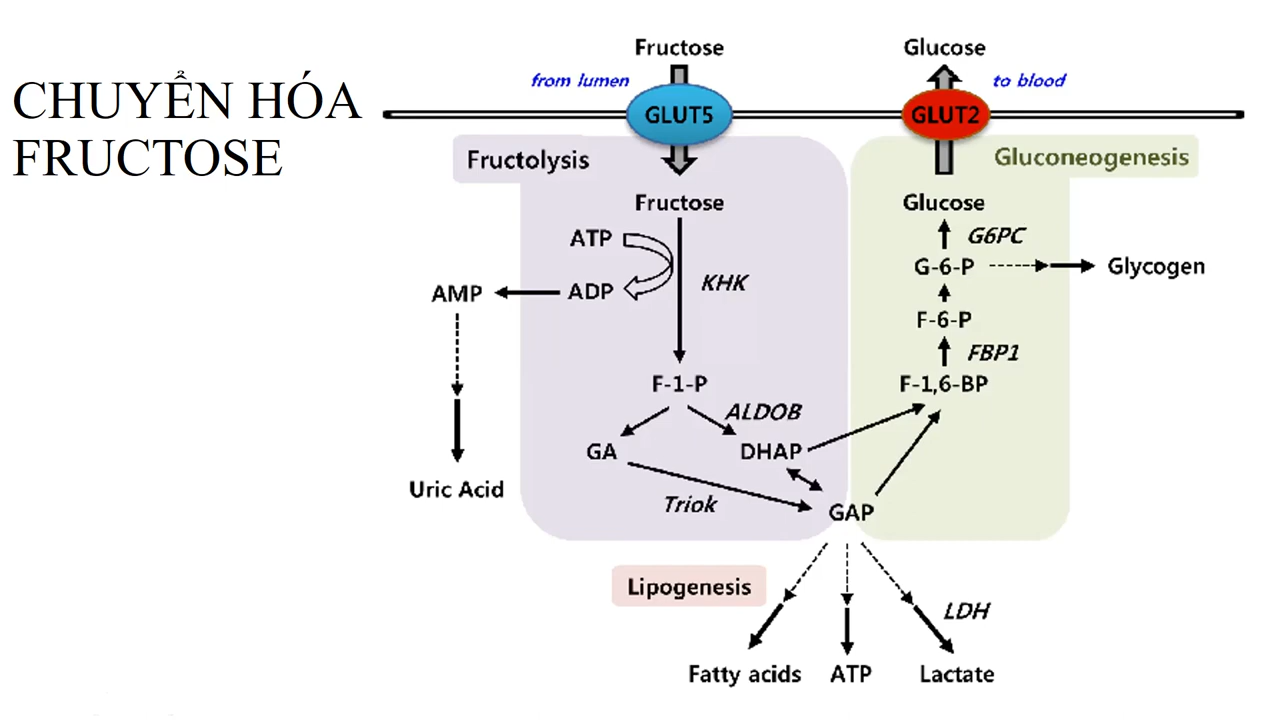 CHUYỂN HÓA
FRUCTOSE
Fructose
Glucose
from lumen
to blood
GLUT5
GLUT2
Fructolysis
Gluconeogenesis
Fructose
Glucose
ATP
G6PC
G-6-P
Glycogen
KHK
AMP
ADP
F-6-P
FBP1
F-1-P
F-1,6-BP
ALDOB
GA
DHAP
Uric Acid
Triok
GAP
Lipogenesis
LDH
Fatty acids
ATP
Lactate